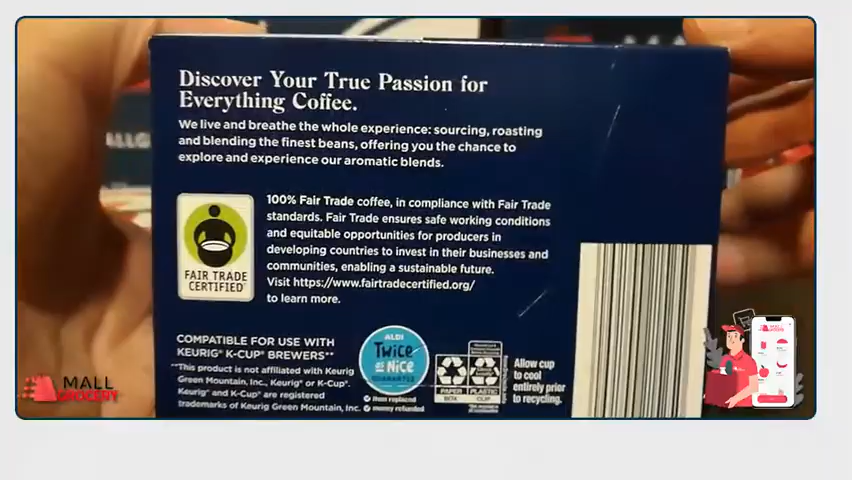 Discover Your True Passion for
Everything Coffee.
We live and breathe the whole experience: sourcing, roasting
and blending the finest beans, offering you the chance to
explore and experience our aromatic blends.
100% Fair Trade coffee, in compliance with Fair Trade
standards. Fair Trade ensures safe working conditions
and equitable opportunities for producers in
developing countries to invest in their businesses and
communities, enabling a sustainable future.
Visit https://www.fairtradecertified.org/
to learn more.
FAIR TRADE
CERTIFIED
COMPATIBLE FOR USE WITH
KEURIG® K-CUP® BREWERS**
**This product is not affiliated with Keurig
Green Mountain, Inc., Keurig® or K-Cup®.
Keurig® and K-Cup® are registered
trademarks of Keurig Green Mountain, Inc.
ALDI
Twice
as Nice
GUARANTEE
item replaced
money refunded
PAPER
BOX
PLASTIC
CUP
Allow cup
to cool
entirely prior
to recycling.
MALL
GROCERY